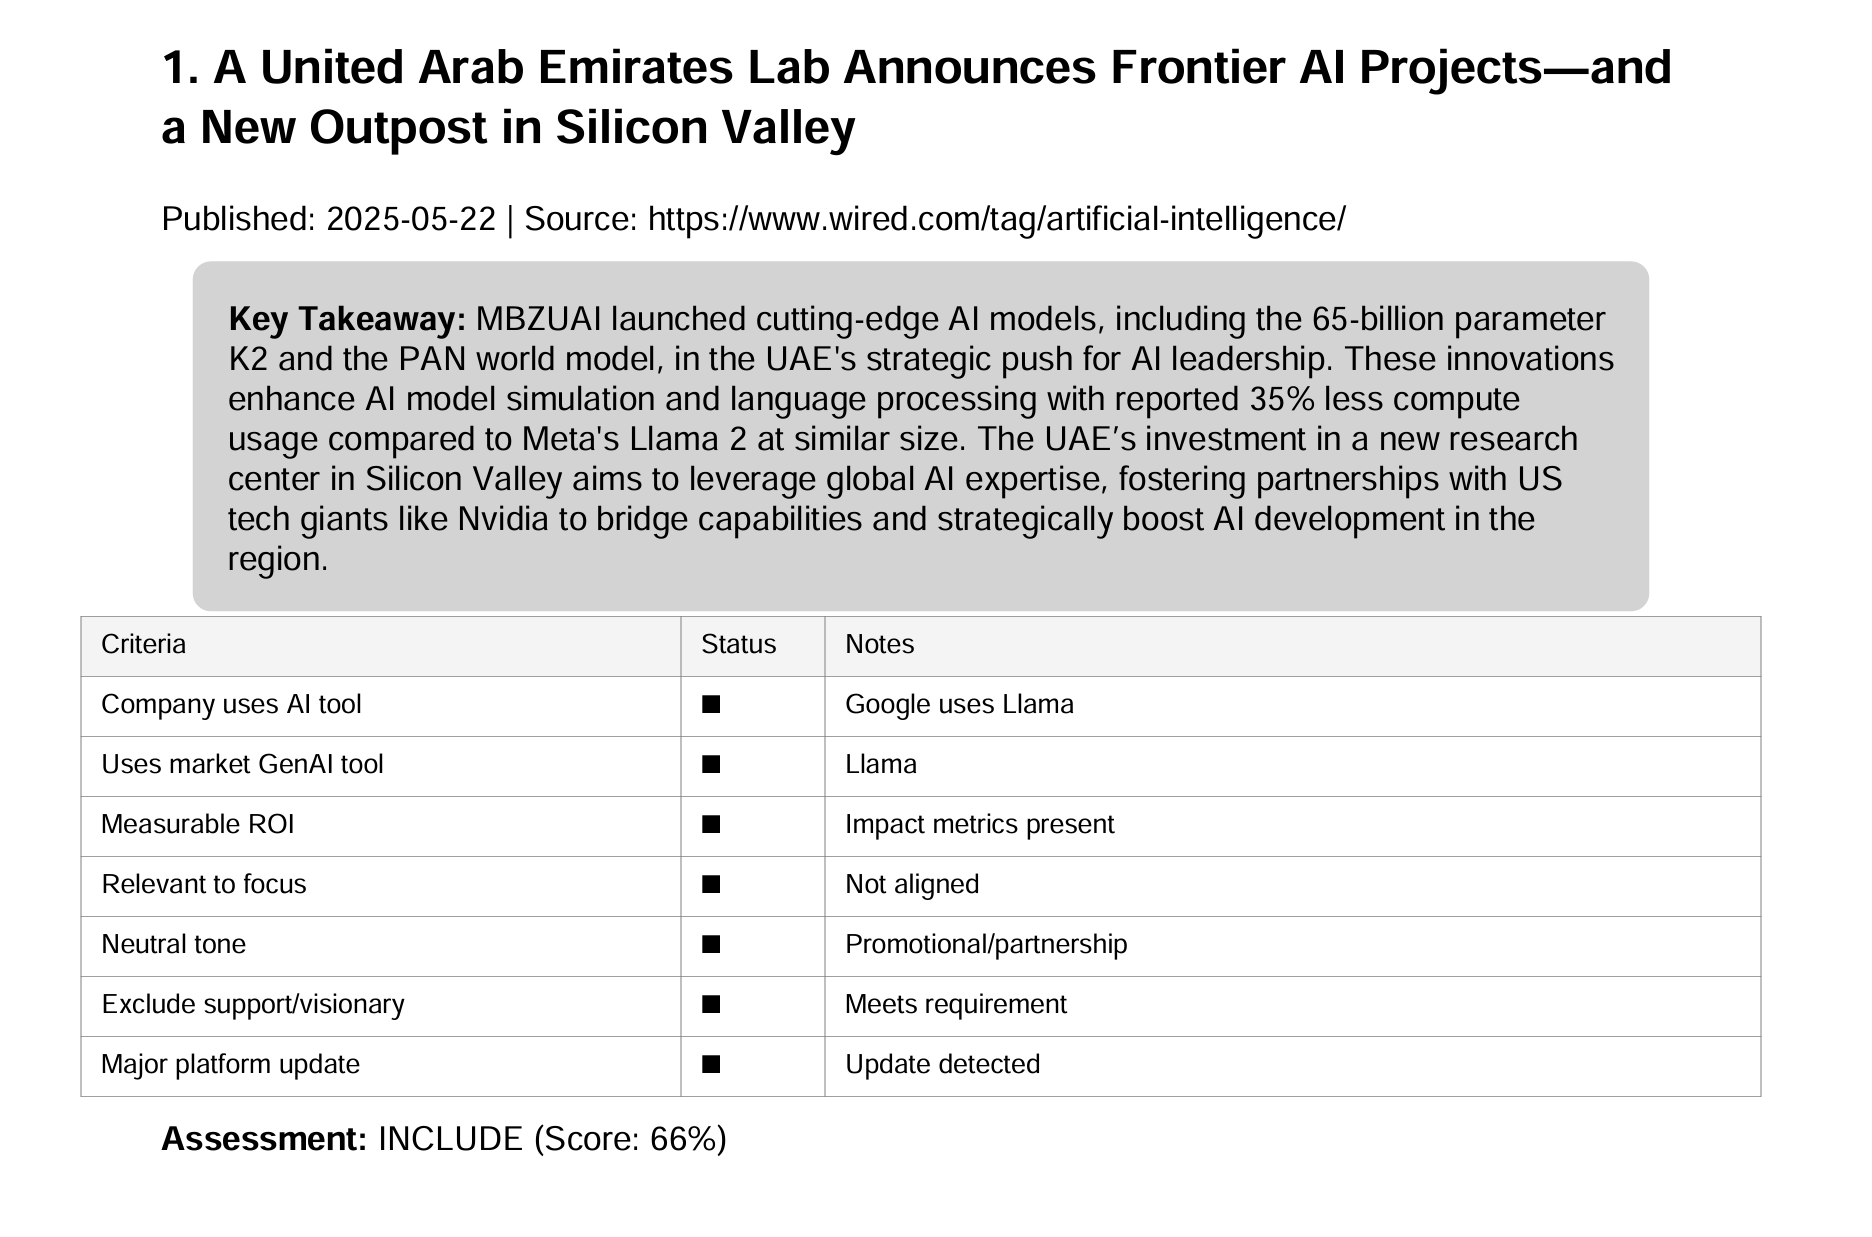 1. A United Arab Emirates Lab Announces Frontier AI Projects—and
a New Outpost in Silicon Valley
Published: 2025-05-22 | Source: https://www.wired.com/tag/artificial-intelligence/
Key Takeaway: MBZUAI launched cutting-edge AI models, including the 65-billion parameter
K2 and the PAN world model, in the UAE's strategic push for AI leadership. These innovations
enhance AI model simulation and language processing with reported 35% less compute
usage compared to Meta's Llama 2 at similar size. The UAE’s investment in a new research
center in Silicon Valley aims to leverage global AI expertise, fostering partnerships with US
tech giants like Nvidia to bridge capabilities and strategically boost AI development in the
region.
Criteria Status Notes
Company uses AI tool ■ Google uses Llama
Uses market GenAI tool ■ Llama
Measurable ROI ■ Impact metrics present
Relevant to focus ■ Not aligned
Neutral tone ■ Promotional/partnership
Exclude support/visionary ■ Meets requirement
Major platform update ■ Update detected
Assessment: INCLUDE (Score: 66%)